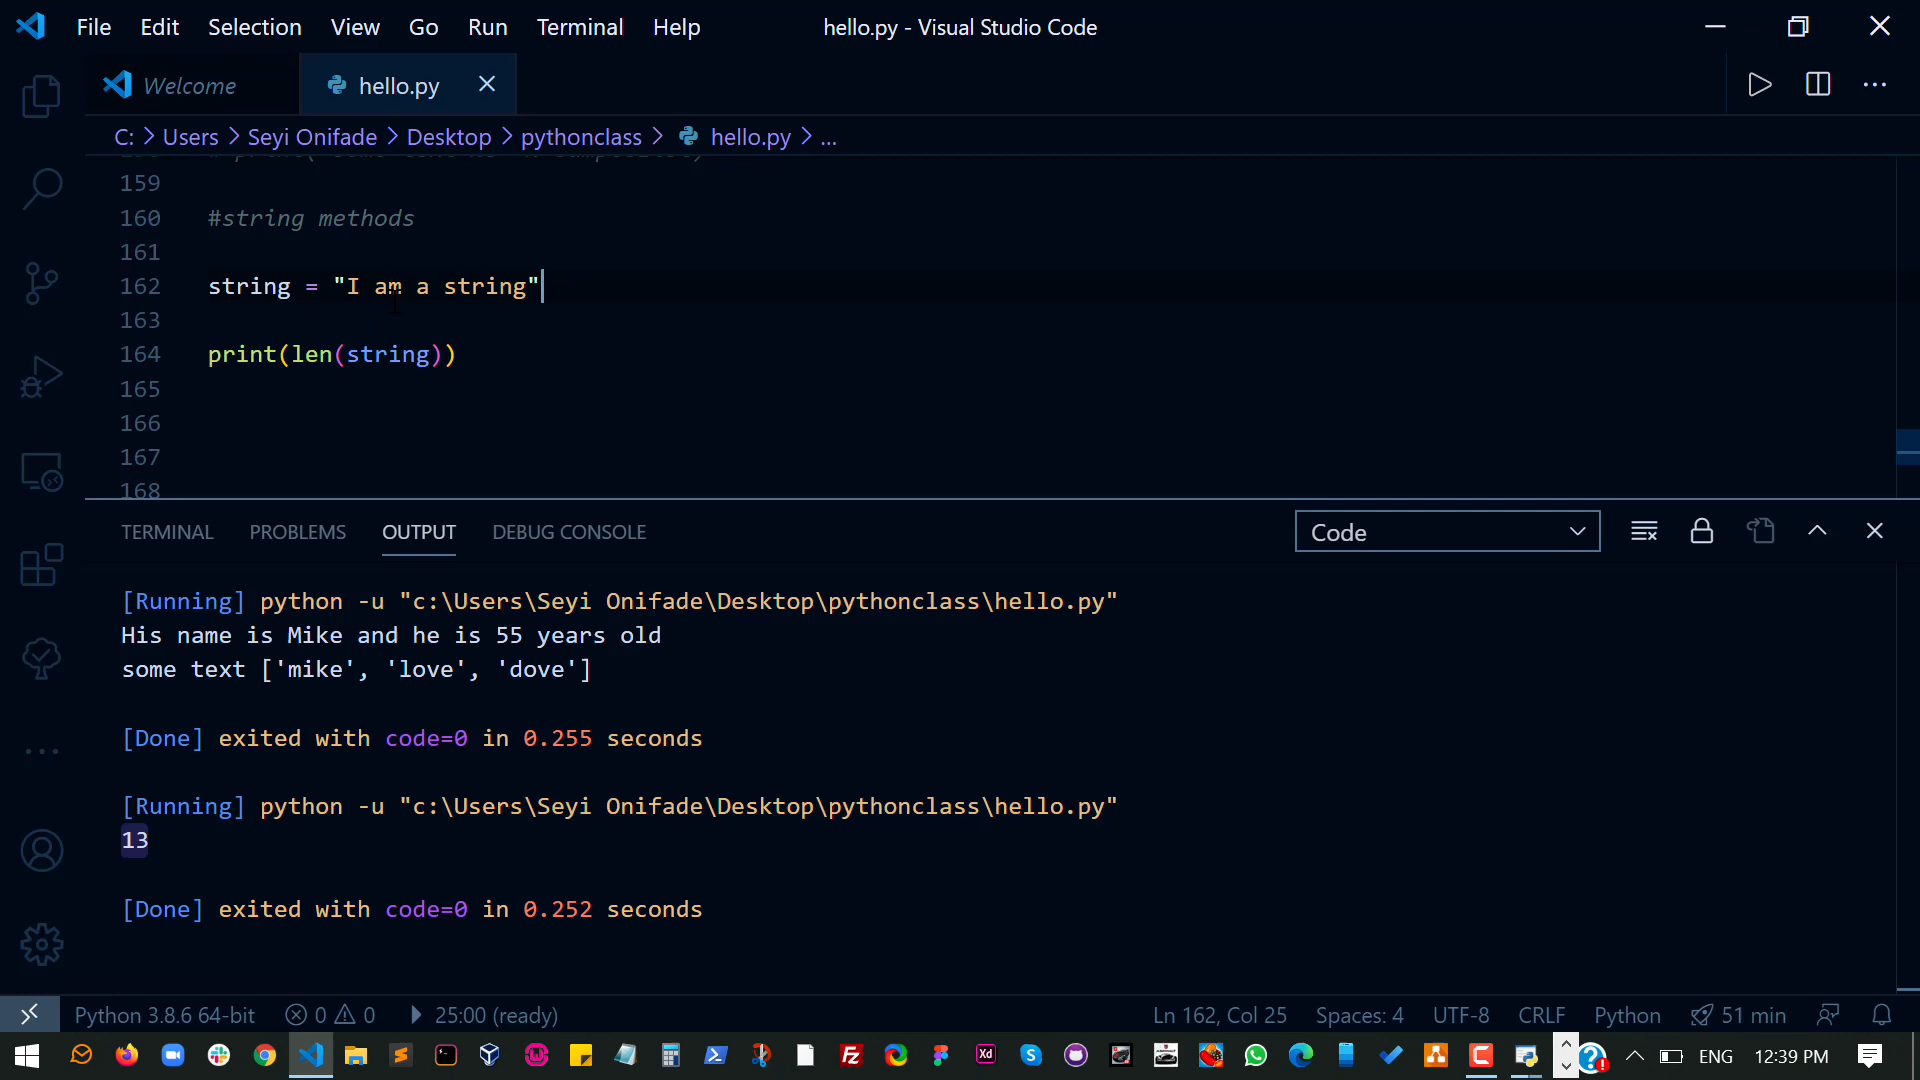 File Edit Selection View Go Run Terminal Help hello.py - Visual Studio Code
Welcome hello.py
C: > Users > Seyi Onifade > Desktop > pythonclass > hello.py > ...
159
160 #string methods
161
162 string = "I am a string"
163
164 print(len(string))
165
166
167
168
TERMINAL PROBLEMS OUTPUT DEBUG CONSOLE Code
[Running] python -u "c:\Users\Seyi Onifade\Desktop\pythonclass\hello.py"
His name is Mike and he is 55 years old
some text ['mike', 'love', 'dove']
[Done] exited with code=0 in 0.255 seconds
[Running] python -u "c:\Users\Seyi Onifade\Desktop\pythonclass\hello.py"
13
[Done] exited with code=0 in 0.252 seconds
Python 3.8.6 64-bit 0 0 25:00 (ready) Ln 162, Col 25 Spaces: 4 UTF-8 CRLF Python 51 min
Xd ENG 12:39 PM